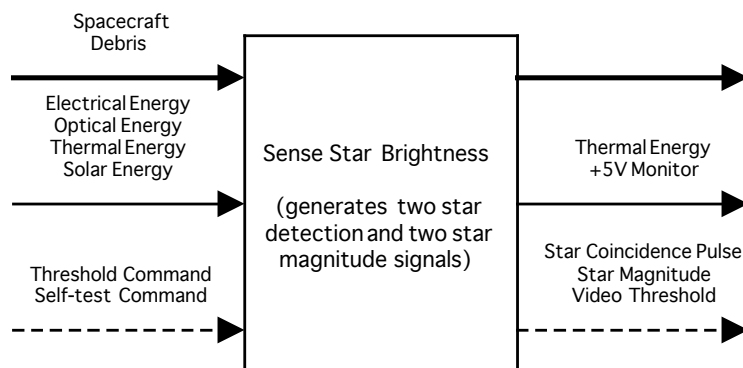 Spacecraft
Debris
Electrical Energy
Optical Energy
Thermal Energy
Solar Energy
Threshold Command
Self-test Command
Sense Star Brightness
(generates two star
detection and two star
magnitude signals)
Thermal Energy
+5V Monitor
Star Coincidence Pulse
Star Magnitude
Video Threshold